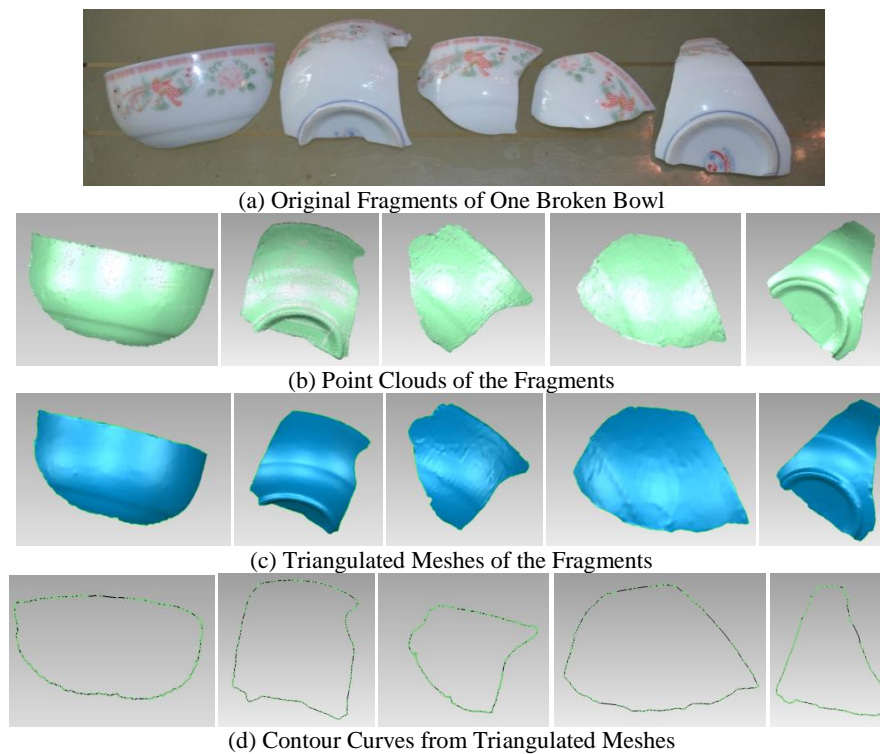 (a) Original Fragments of One Broken Bowl
(b) Point Clouds of the Fragments
(c) Triangulated Meshes of the Fragments
(d) Contour Curves from Triangulated Meshes